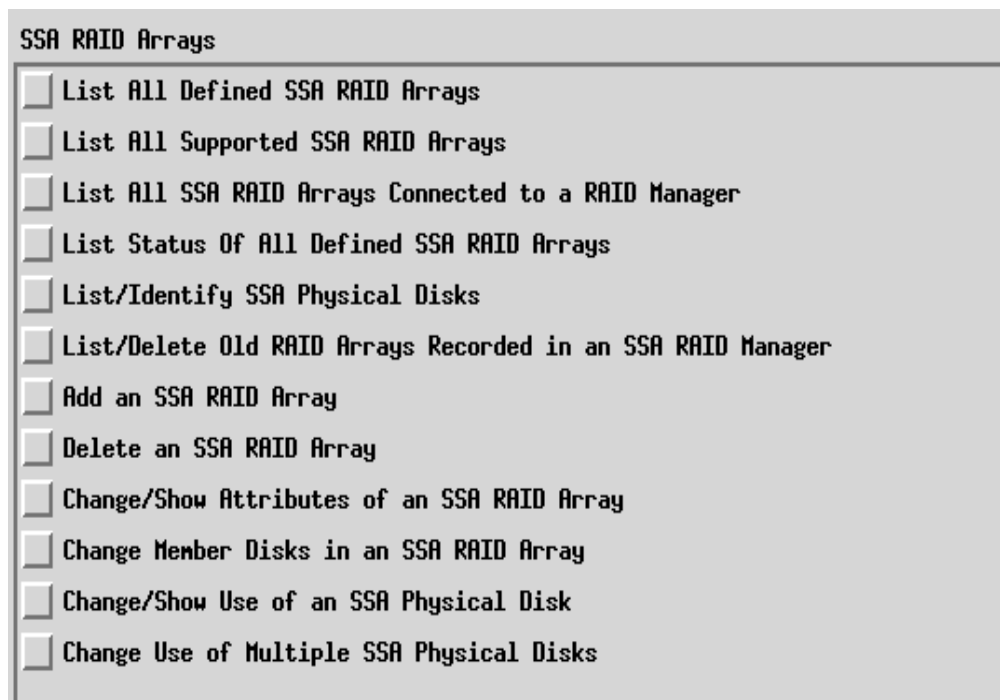 SSA RAID Arrays
List All Defined SSA RAID Arrays
List All Supported SSA RAID Arrays
List All SSA RAID Arrays Connected to a RAID Manager
List Status Of All Defined SSA RAID Arrays
List/Identify SSA Physical Disks
List/Delete Old RAID Arrays Recorded in an SSA RAID Manager
Add an SSA RAID Array
Delete an SSA RAID Array
Change/Show Attributes of an SSA RAID Array
Change Member Disks in an SSA RAID Array
Change/Show Use of an SSA Physical Disk
Change Use of Multiple SSA Physical Disks